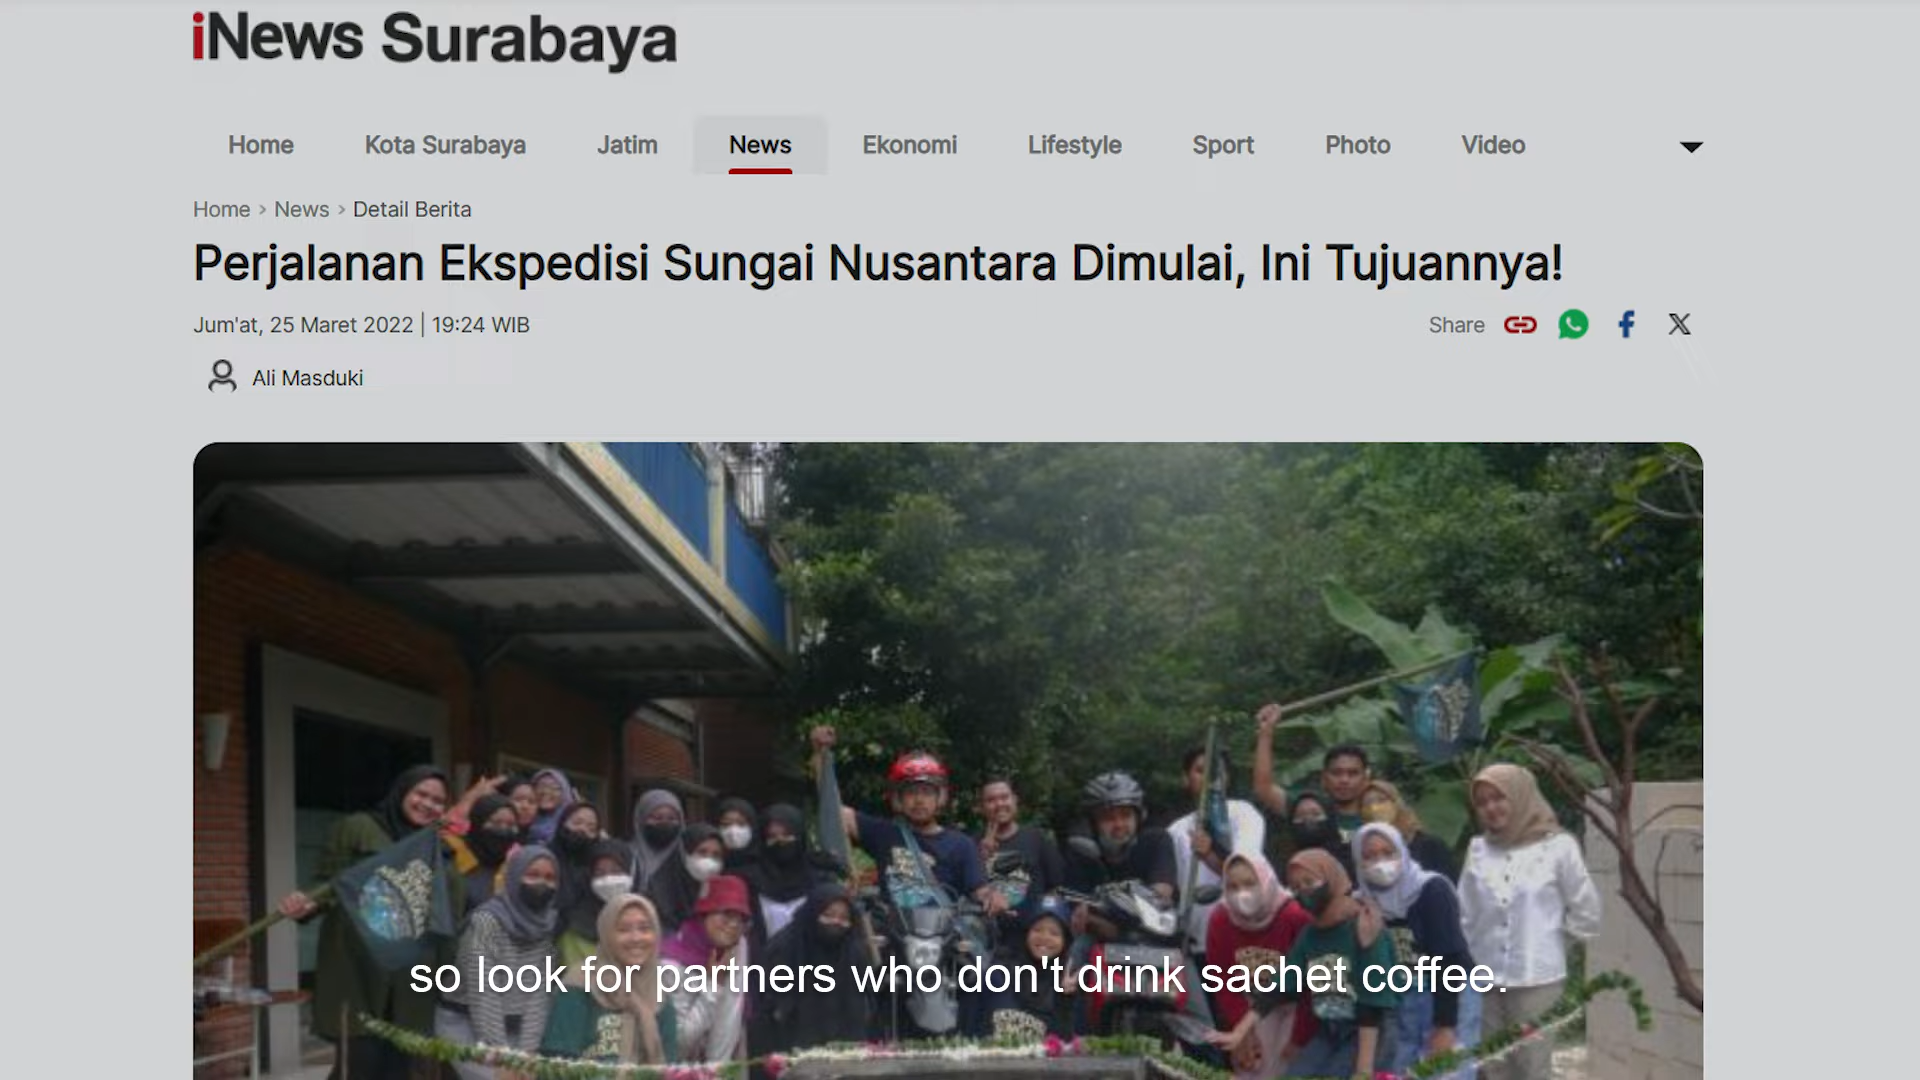 iNews Surabaya
Home Kota Surabaya Jatim News Ekonomi Lifestyle Sport Photo Video
Home > News > Detail Berita
Perjalanan Ekspedisi Sungai Nusantara Dimulai, Ini Tujuannya!
Jum'at, 25 Maret 2022 | 19:24 WIB
Share
Ali Masduki
so look for partners who don't drink sachet coffee.